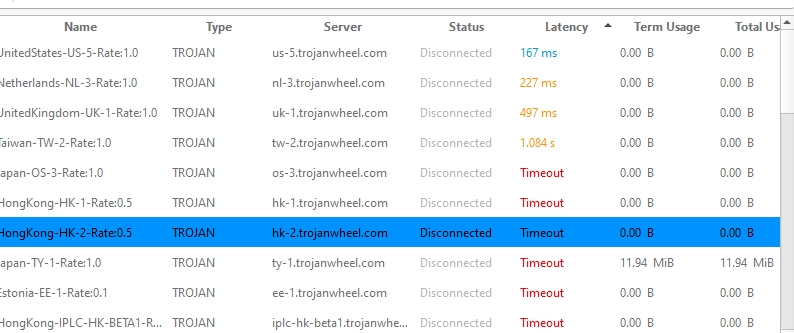 Name Type Server Status Latency Term Usage Total Us
UnitedStates-US-5-Rate:1.0 TROJAN us-5.trojanwheel.com Disconnected 167 ms 0.00 B 0.00 B
Netherlands-NL-3-Rate:1.0 TROJAN nl-3.trojanwheel.com Disconnected 227 ms 0.00 B 0.00 B
UnitedKingdom-UK-1-Rate:1.0 TROJAN uk-1.trojanwheel.com Disconnected 497 ms 0.00 B 0.00 B
Taiwan-TW-2-Rate:1.0 TROJAN tw-2.trojanwheel.com Disconnected 1.084 s 0.00 B 0.00 B
Japan-OS-3-Rate:1.0 TROJAN os-3.trojanwheel.com Disconnected Timeout 0.00 B 0.00 B
HongKong-HK-1-Rate:0.5 TROJAN hk-1.trojanwheel.com Disconnected Timeout 0.00 B 0.00 B
HongKong-HK-2-Rate:0.5 TROJAN hk-2.trojanwheel.com Disconnected Timeout 0.00 B 0.00 B
Japan-TY-1-Rate:1.0 TROJAN ty-1.trojanwheel.com Disconnected Timeout 11.94 MiB 11.94 MiB
Estonia-EE-1-Rate:0.1 TROJAN ee-1.trojanwheel.com Disconnected Timeout 0.00 B 0.00 B
HongKong-IPLC-HK-BETA1-R... TROJAN iplc-hk-beta1.trojanwhe... Disconnected Timeout 0.00 B 0.00 B